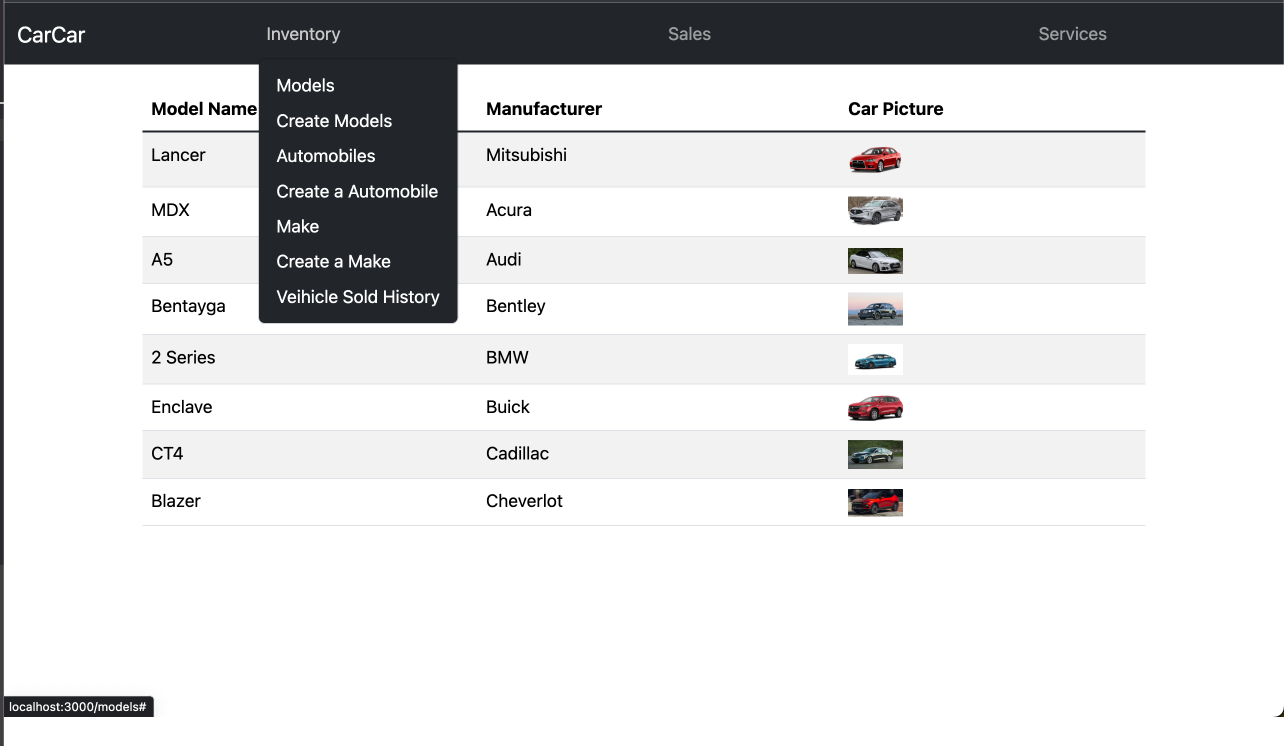 CarCar Inventory Sales Services
Models
Model Name Manufacturer Car Picture
Create Models
Lancer Automobiles Mitsubishi
Create a Automobile
MDX Acura
Make
A5 Create a Make Audi
Veihicle Sold History
Bentayga Bentley
2 Series BMW
Enclave Buick
CT4 Cadillac
Blazer Cheverlot
localhost:3000/models#